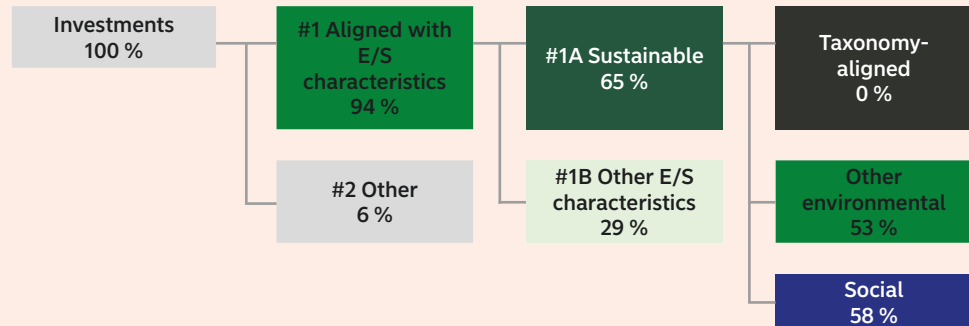 Investments
100 %
#1 Aligned with
E/S
characteristics
94 %
#1A Sustainable
65 %
Taxonomy-
aligned
0 %
#2 Other
6 %
#1B Other E/S
characteristics
29 %
Other
environmental
53 %
Social
58 %